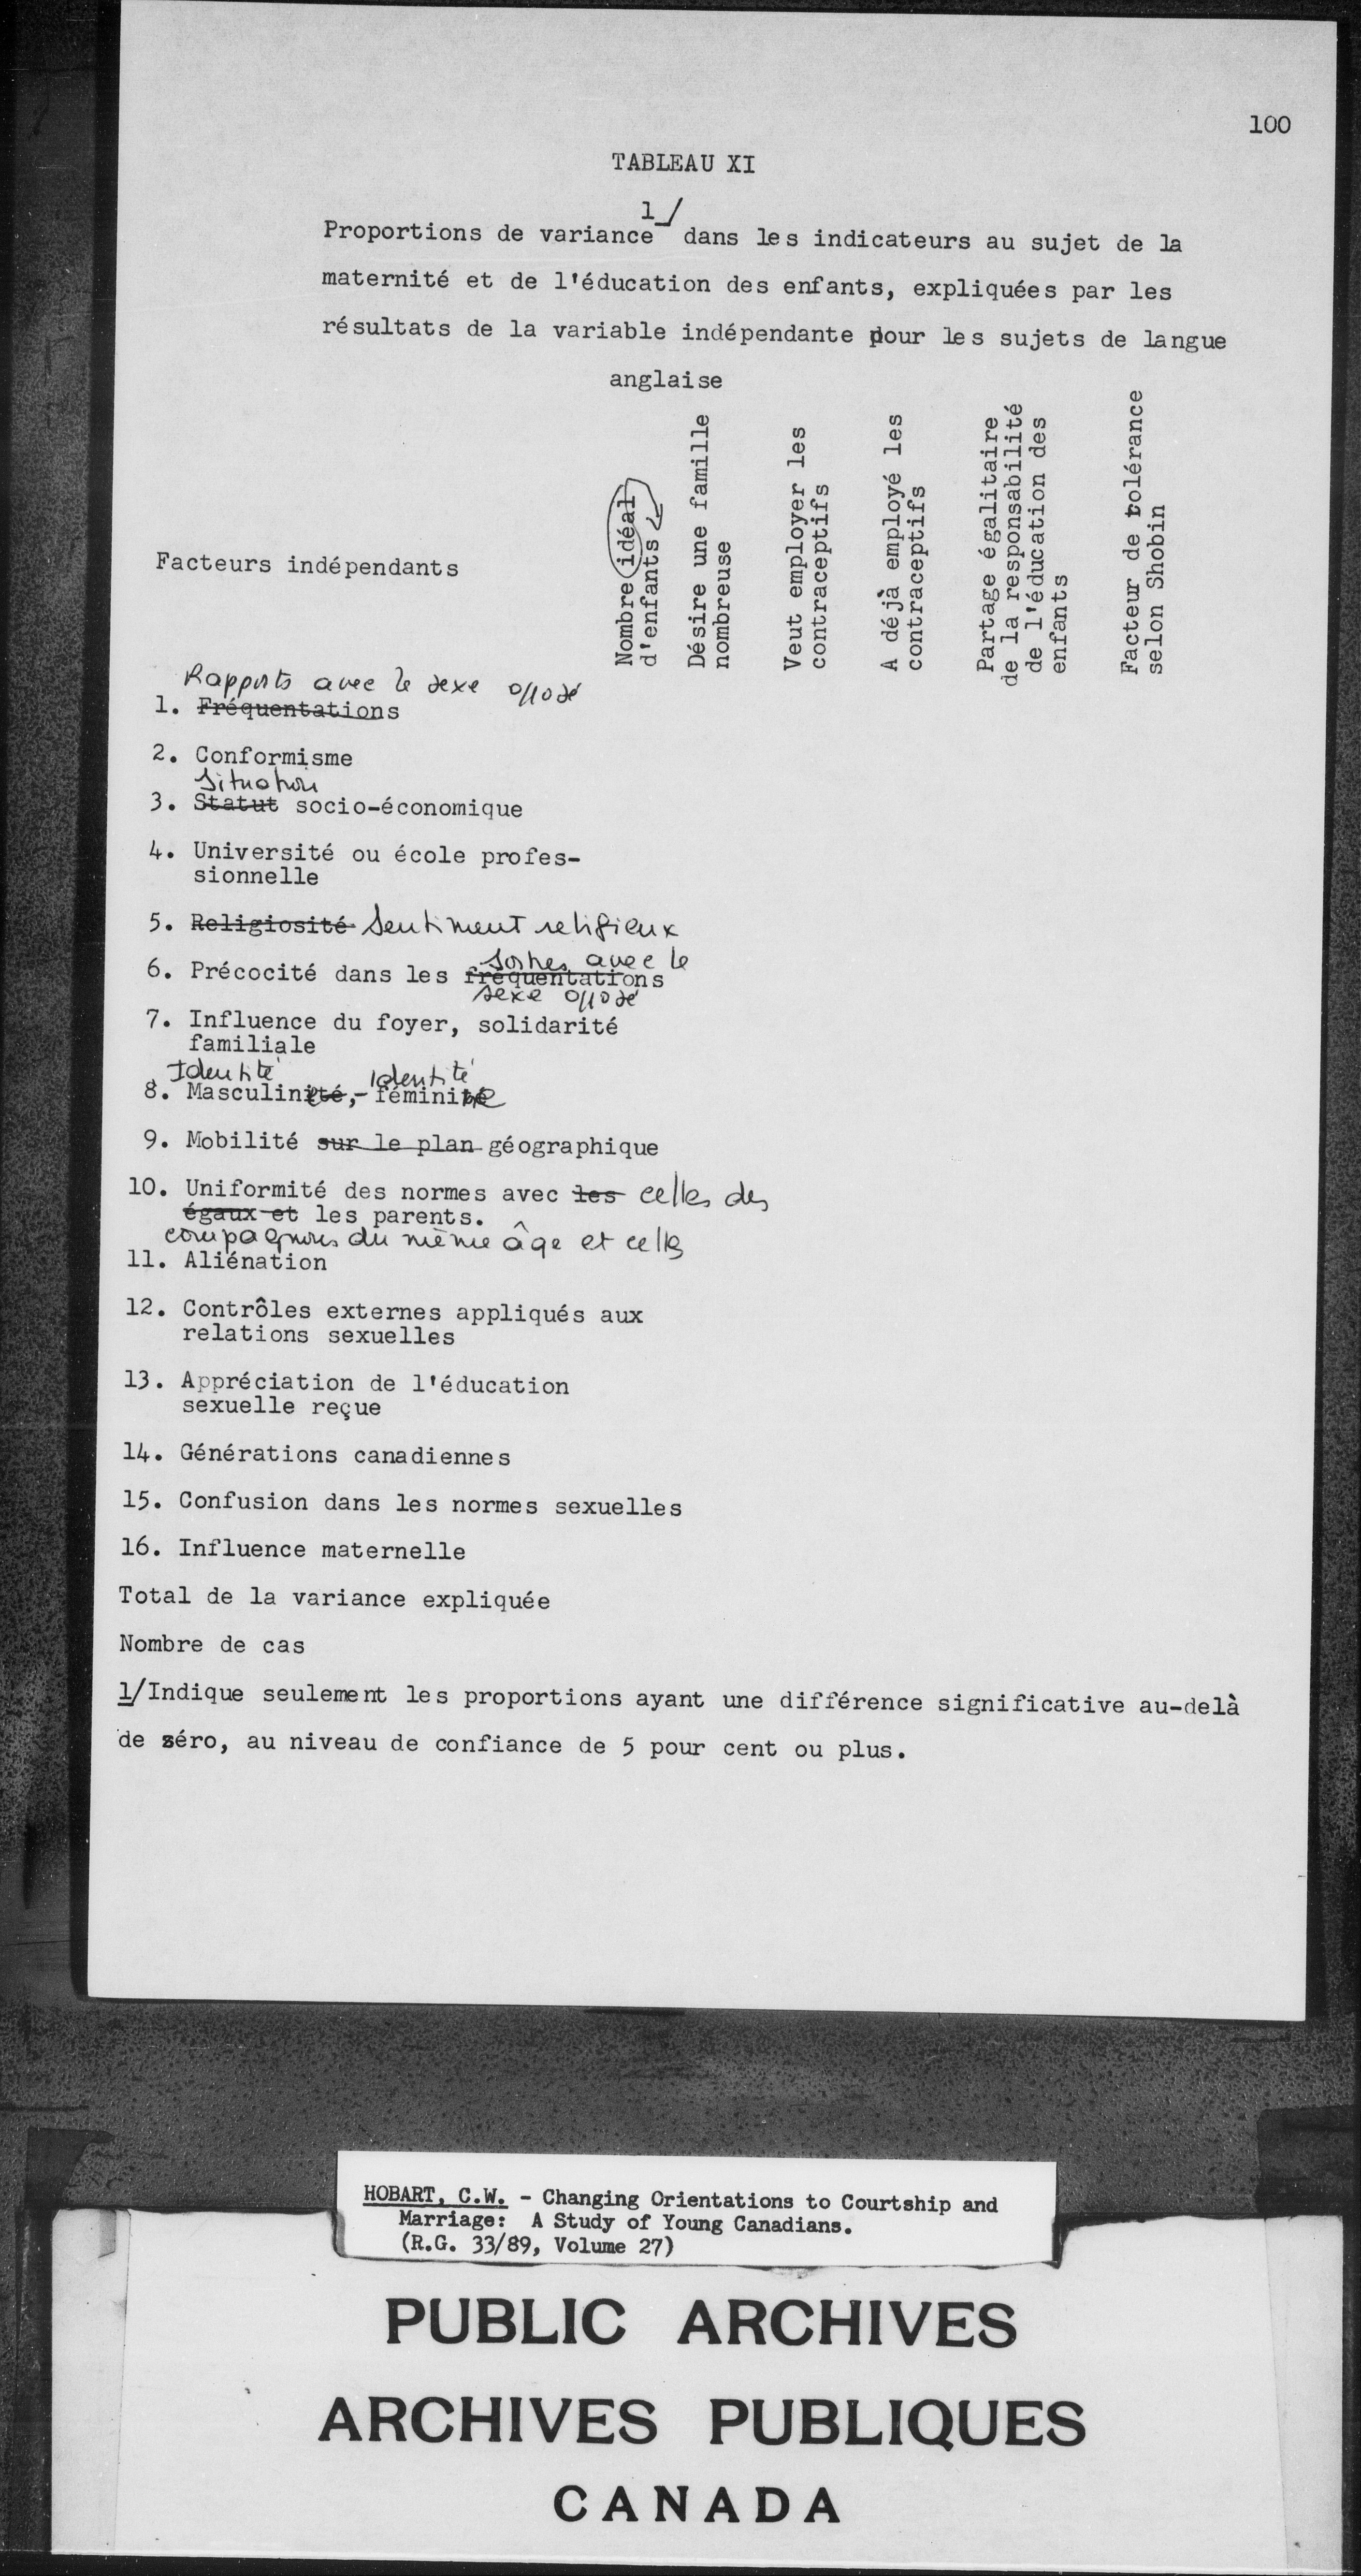 100
TABLEAU XI
1/
Proportions de variance dans les indicateurs au sujet de la
maternité et de l'éducation des enfants, expliquées par les
résultats de la variable indépendante pour les sujets de langue
anglaise
Facteurs indépendants
Nombre idéal
d'enfants
Désire une famille
nombreuse
Veut employer les
contraceptifs
A déjà employé les
contraceptifs
Partage égalitaire
de la responsabilité
de l'éducation des
enfants
Facteur de tolérance
selon Shobin
Rapports avec le sexe opposé
1. Fréquentations
2. Conformisme
Situation
3. Statut socio-économique
4. Université ou école profes-
sionnelle
5. Religiosité Sentiment religieux
sorties avec le
6. Précocité dans les fréquentations
sexe opposé
7. Influence du foyer, solidarité
familiale
Identité Identité
8. Masculinité,- féminine
9. Mobilité sur le plan géographique
10. Uniformité des normes avec les celles des
égaux et les parents.
compagnons du même âge et celles
11. Aliénation
12. Contrôles externes appliqués aux
relations sexuelles
13. Appréciation de l'éducation
sexuelle reçue
14. Générations canadiennes
15. Confusion dans les normes sexuelles
16. Influence maternelle
Total de la variance expliquée
Nombre de cas
1/Indique seulement les proportions ayant une différence significative au-delà
de zéro, au niveau de confiance de 5 pour cent ou plus.
HOBART, C.W. - Changing Orientations to Courtship and
Marriage: A Study of Young Canadians.
(R.G. 33/89, Volume 27)
PUBLIC ARCHIVES
ARCHIVES PUBLIQUES
CANADA